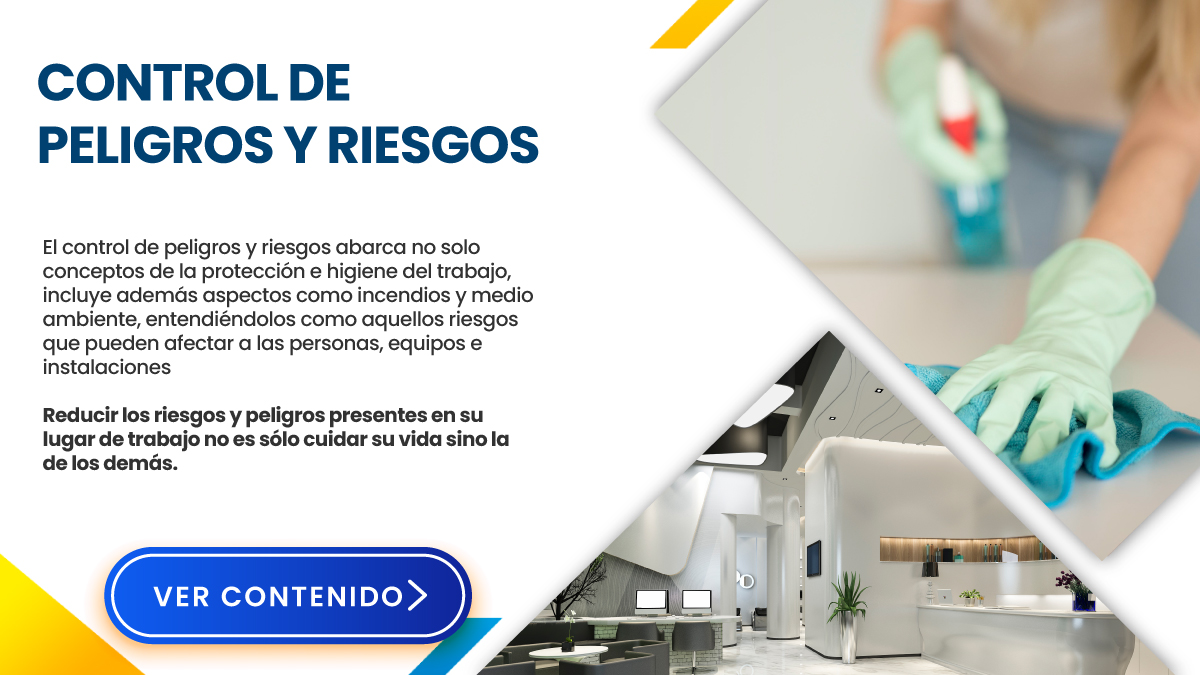 CONTROL DE
PELIGROS Y RIESGOS
El control de peligros y riesgos abarca no solo
conceptos de la protección e higiene del trabajo,
incluye además aspectos como incendios y medio
ambiente, entendiéndolos como aquellos riesgos
que pueden afectar a las personas, equipos e
instalaciones
Reducir los riesgos y peligros presentes en su
lugar de trabajo no es sólo cuidar su vida sino la
de los demás.
VER CONTENIDO